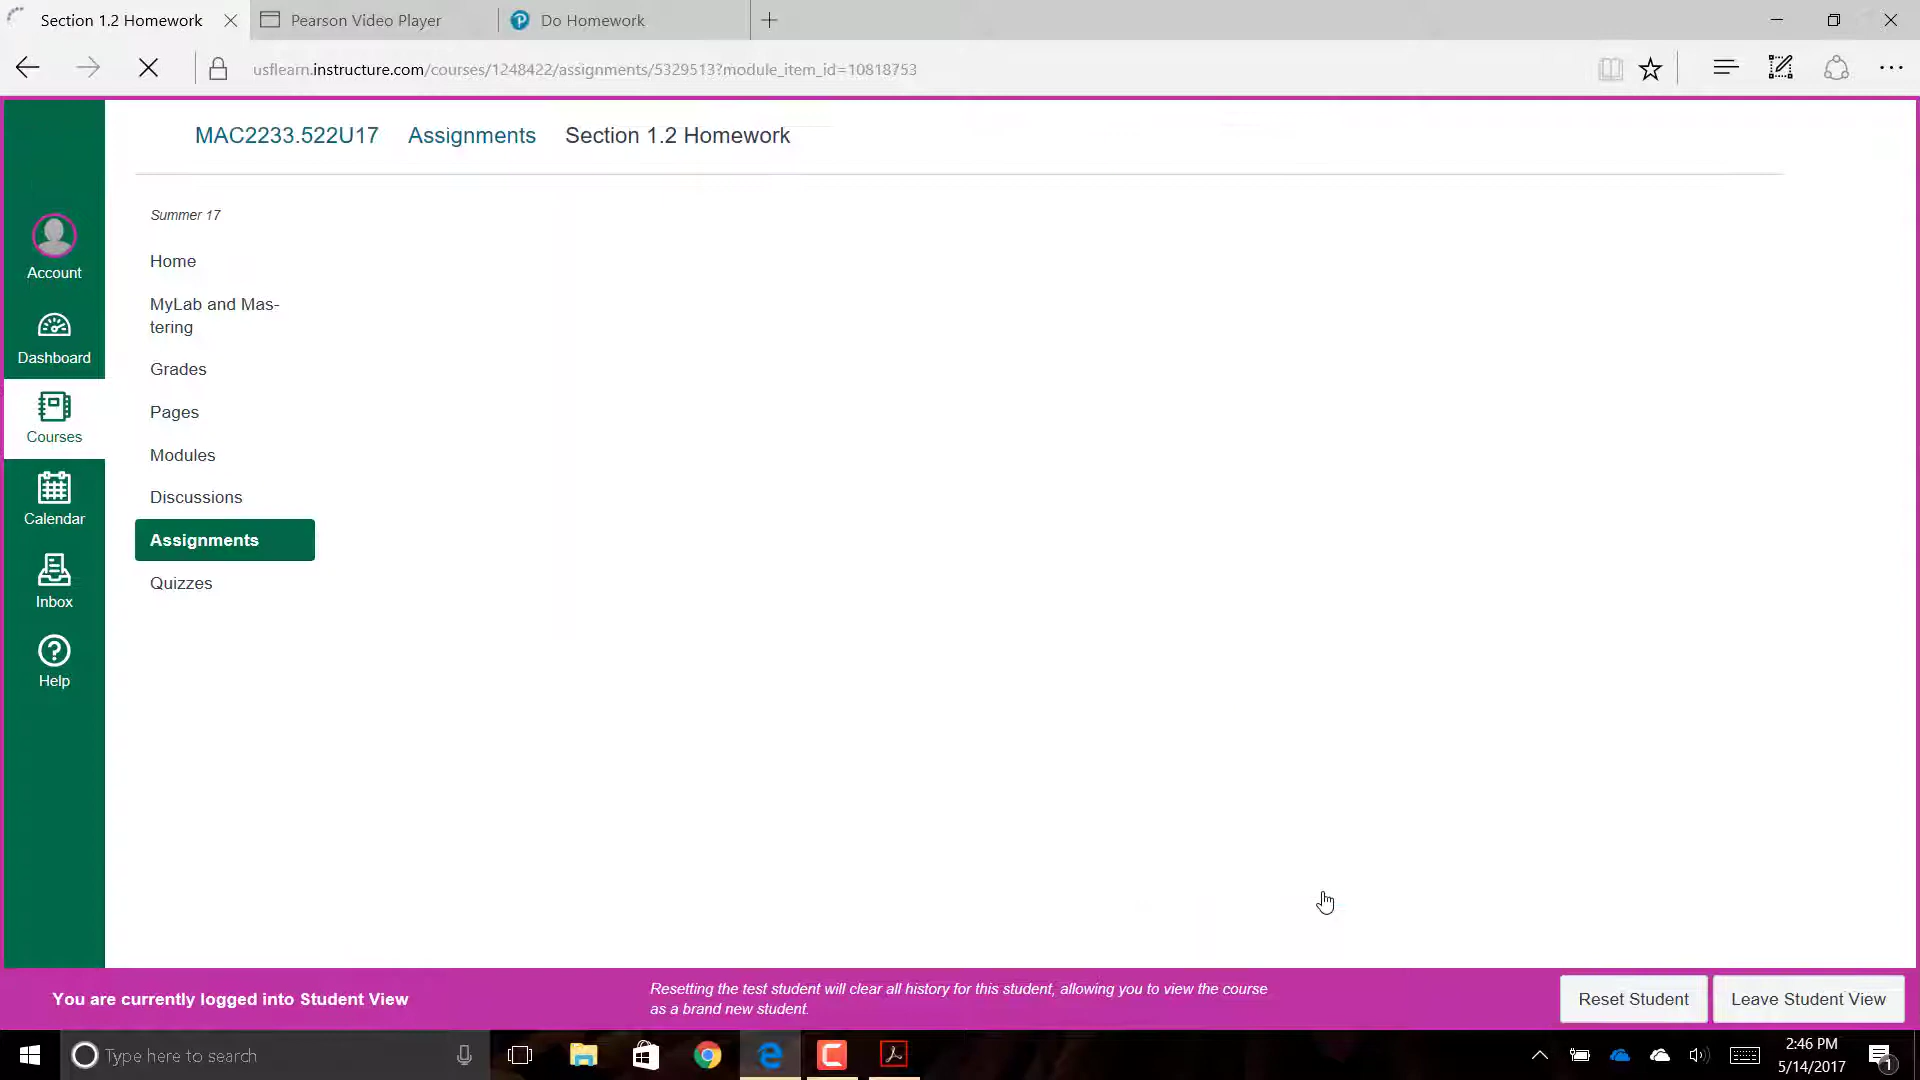 Section 1.2 Homework
Pearson Video Player
Do Homework
usflearn.instructure.com/courses/1248422/assignments/5329513?module_item_id=10818753
MAC2233.522U17
Assignments
Section 1.2 Homework
Account
Dashboard
Courses
Calendar
Inbox
Help
Summer 17
Home
MyLab and Mas-
tering
Grades
Pages
Modules
Discussions
Assignments
Quizzes
You are currently logged into Student View
Resetting the test student will clear all history for this student, allowing you to view the course
as a brand new student.
Reset Student
Leave Student View
Type here to search
2:46 PM
5/14/2017
1